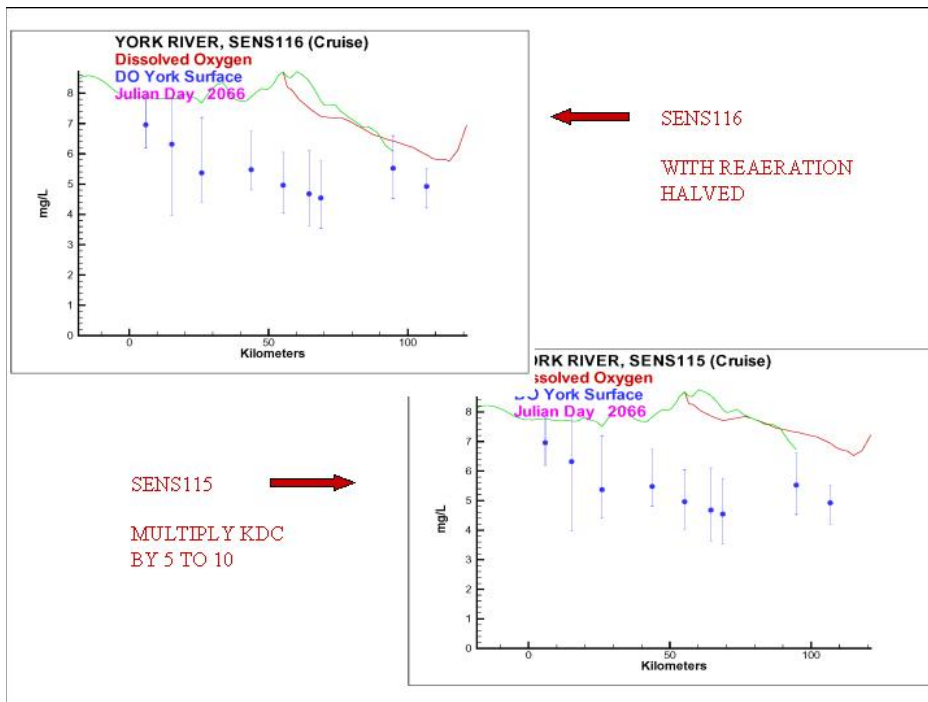 YORK RIVER, SENS116 (Cruise)
Dissolved Oxygen
DO York Surface
Julian Day 2066
8
7
6
5
4
3
2
1
0
mg/L
0 50 100
Kilometers
SENS116
WITH REAERATION
HALVED
ORK RIVER, SENS115 (Cruise)
ssolved Oxygen
DO York Surface
Julian Day 2066
8
7
6
5
4
3
2
1
0
mg/L
0 50 100
Kilometers
SENS115
MULTIPLY KDC
BY 5 TO 10